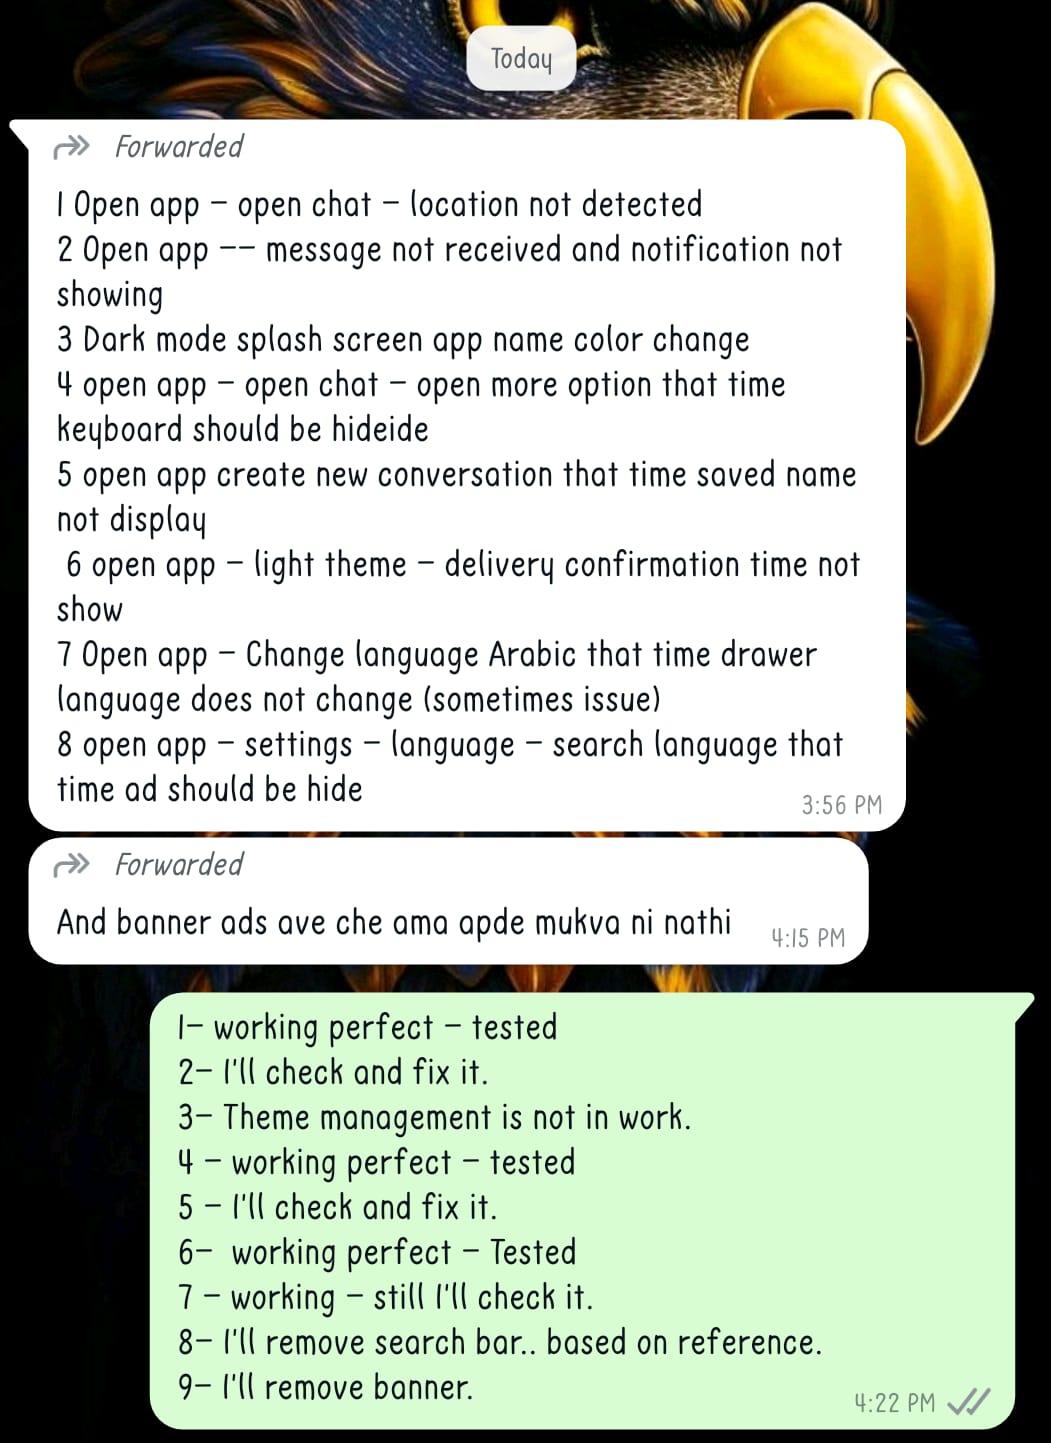 Today
Forwarded
1 Open app - open chat - location not detected
2 Open app -- message not received and notification not
showing
3 Dark mode splash screen app name color change
4 open app - open chat - open more option that time
keyboard should be hideide
5 open app create new conversation that time saved name
not display
6 open app - light theme - delivery confirmation time not
show
7 Open app - Change language Arabic that time drawer
language does not change (sometimes issue)
8 open app - settings - language - search language that
time ad should be hide
3:56 PM
Forwarded
And banner ads ave che ama apde mukva ni nathi
4:15 PM
1- working perfect - tested
2- I'll check and fix it.
3- Theme management is not in work.
4 - working perfect - tested
5 - I'll check and fix it.
6-  working perfect - Tested
7 - working - still I'll check it.
8- I'll remove search bar.. based on reference.
9- I'll remove banner.
4:22 PM